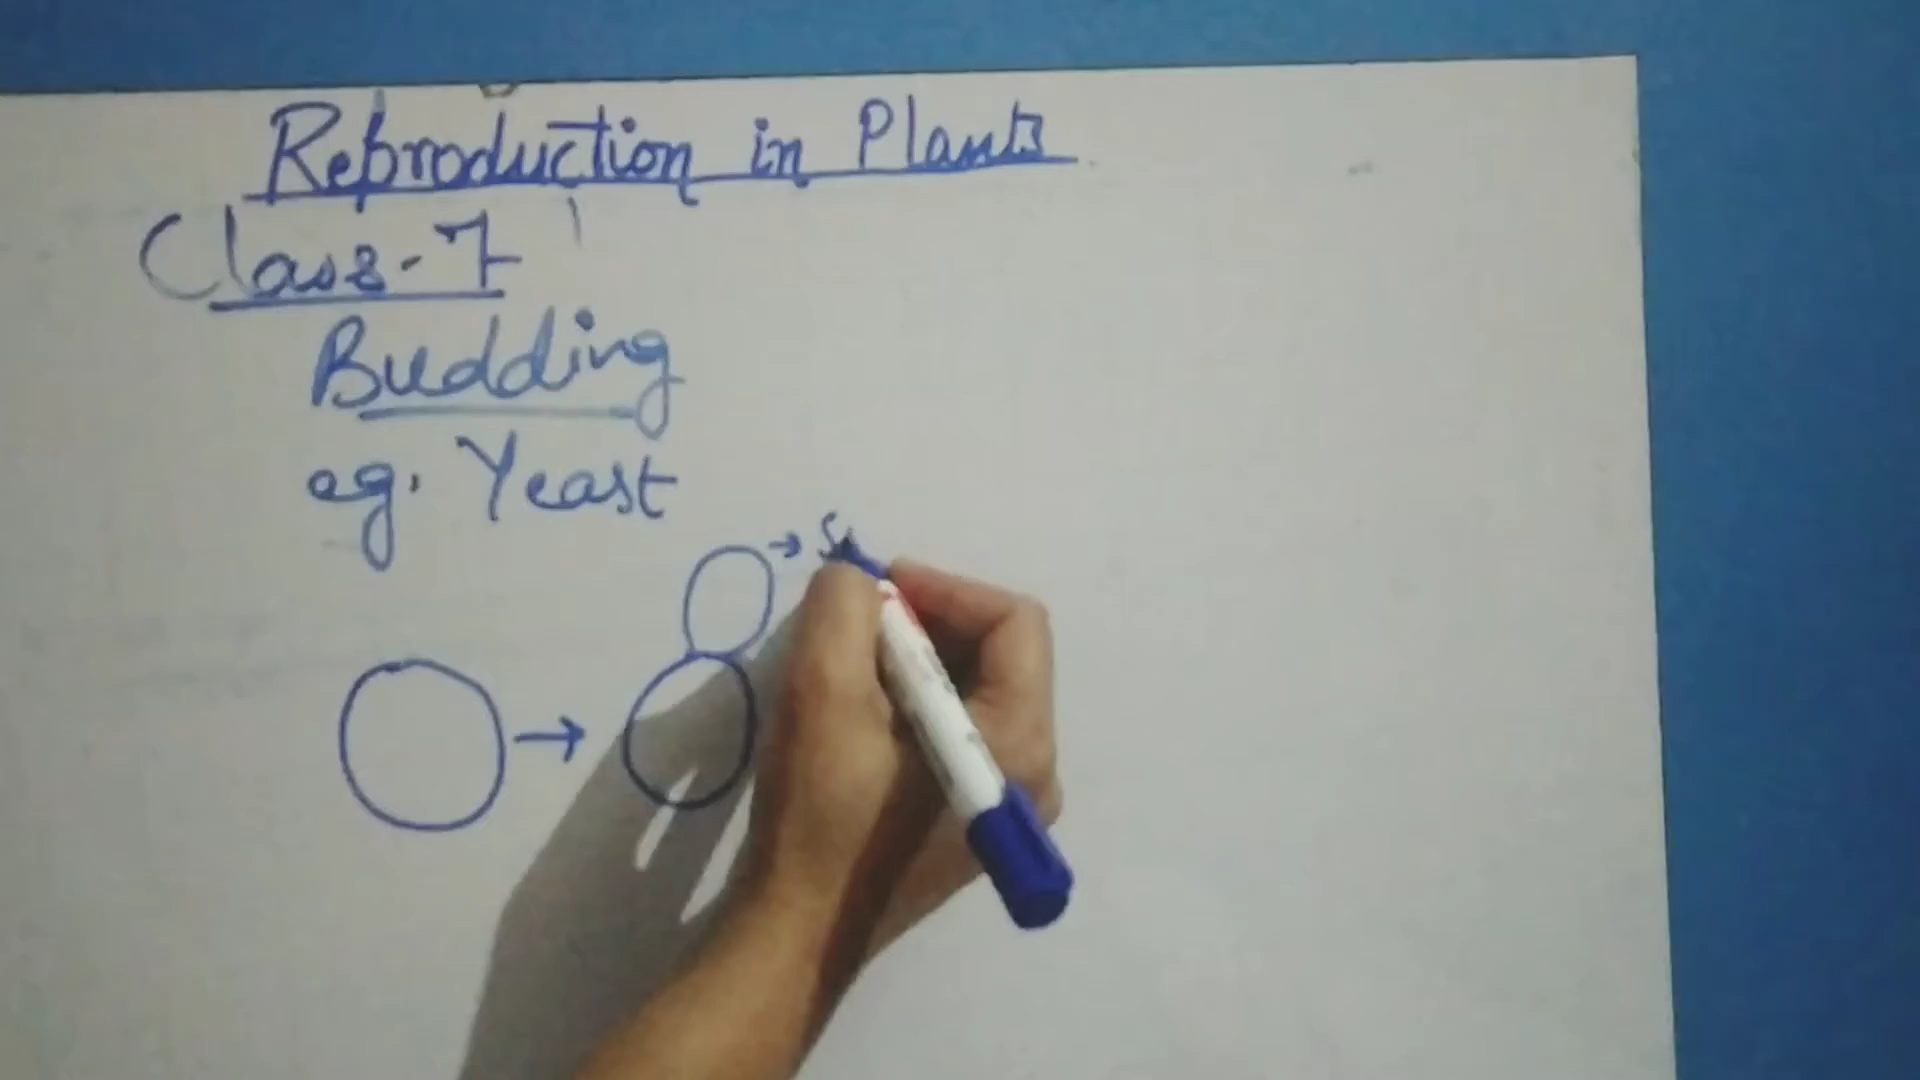 Reproduction in Plants
Class-7
Budding
eg. Yeast